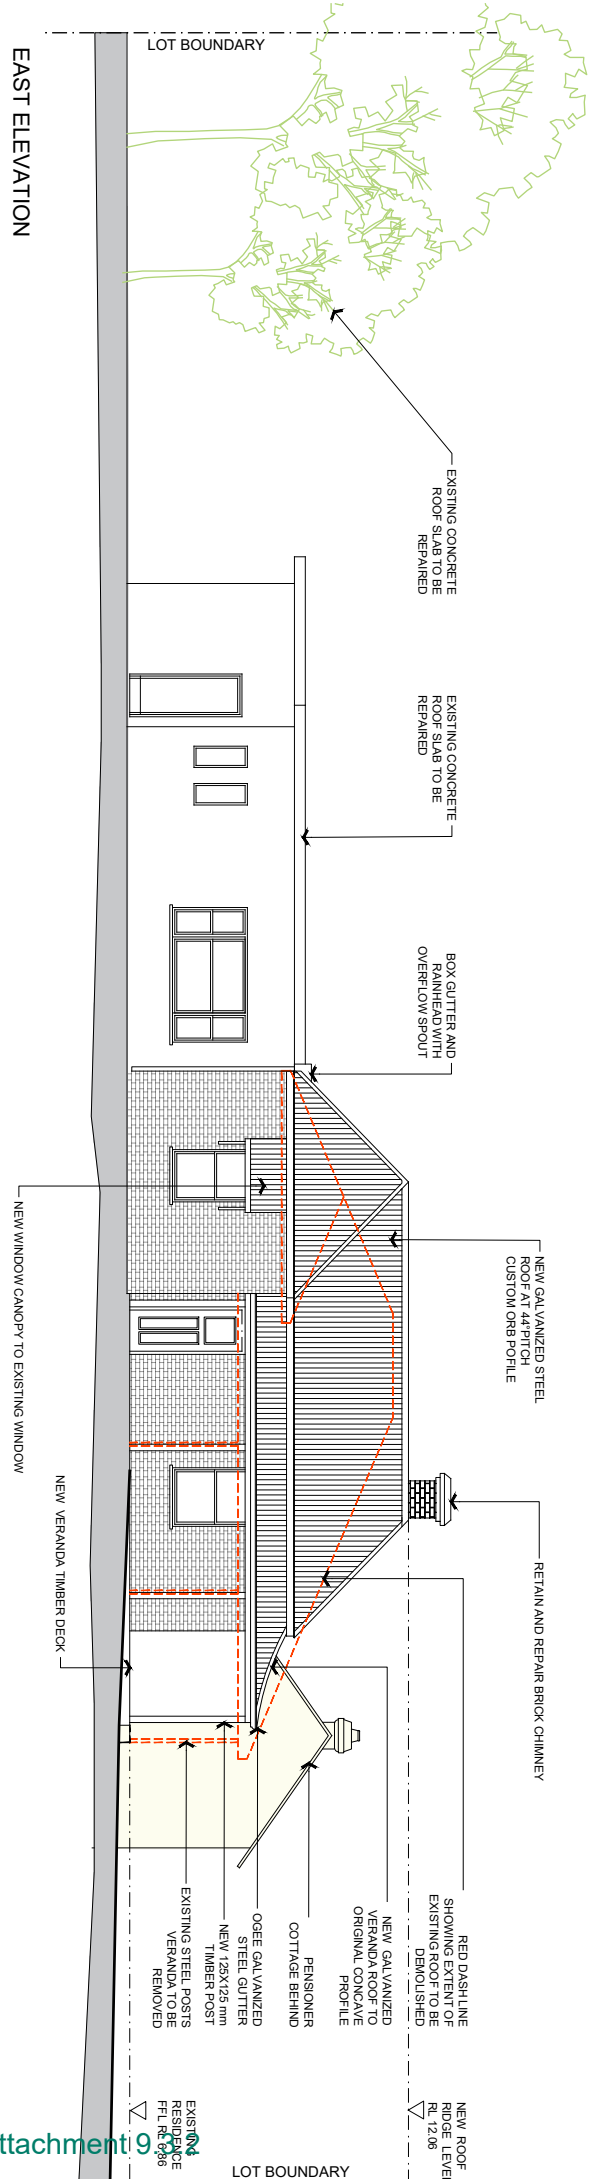 LOT BOUNDARY
EAST ELEVATION
EXISTING CONCRETE
ROOF SLAB TO BE
REPAIRED
EXISTING CONCRETE
ROOF SLAB TO BE
REPAIRED
BOX GUTTER AND
RAINHEAD WITH
OVERFLOW SPOUT
NEW GALVANIZED STEEL
ROOF AT 44°PITCH
CUSTOM ORB POFILE
NEW WINDOW CANOPY TO EXISTING WINDOW
RETAIN AND REPAIR BRICK CHIMNEY
NEW VERANDA TIMBER DECK
RED DASH LINE
SHOWING EXTENT OF
EXISTING ROOF TO BE
DEMOLISHED
NEW GALVANIZED
VERANDA ROOF TO
ORIGINAL CONCAVE
PROFILE
PENSIONER
COTTAGE BEHIND
OGEE GALVANIZED
STEEL GUTTER
NEW 125X125 mm
TIMBER POST
EXISTING STEEL POSTS
VERANDA TO BE
REMOVED
NEW ROOF
RIDGE LEVEL
RL 12.06
EXISTING
RESIDENCE
FFL RL 6.86
ttachment 9.3.2
LOT BOUNDARY